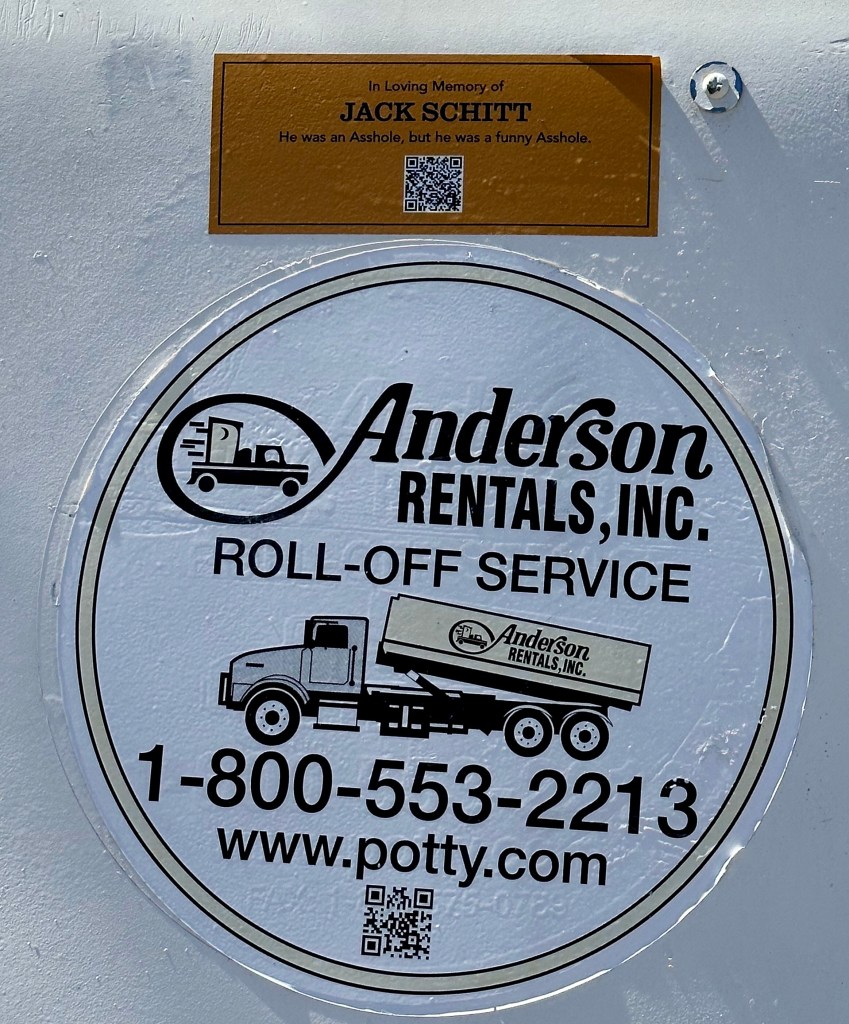 In Loving Memory of
JACK SCHITT
He was an Asshole, but he was a funny Asshole.
Anderson
RENTALS, INC.
ROLL-OFF SERVICE
Anderson
RENTALS, INC.
1-800-553-2213
www.potty.com